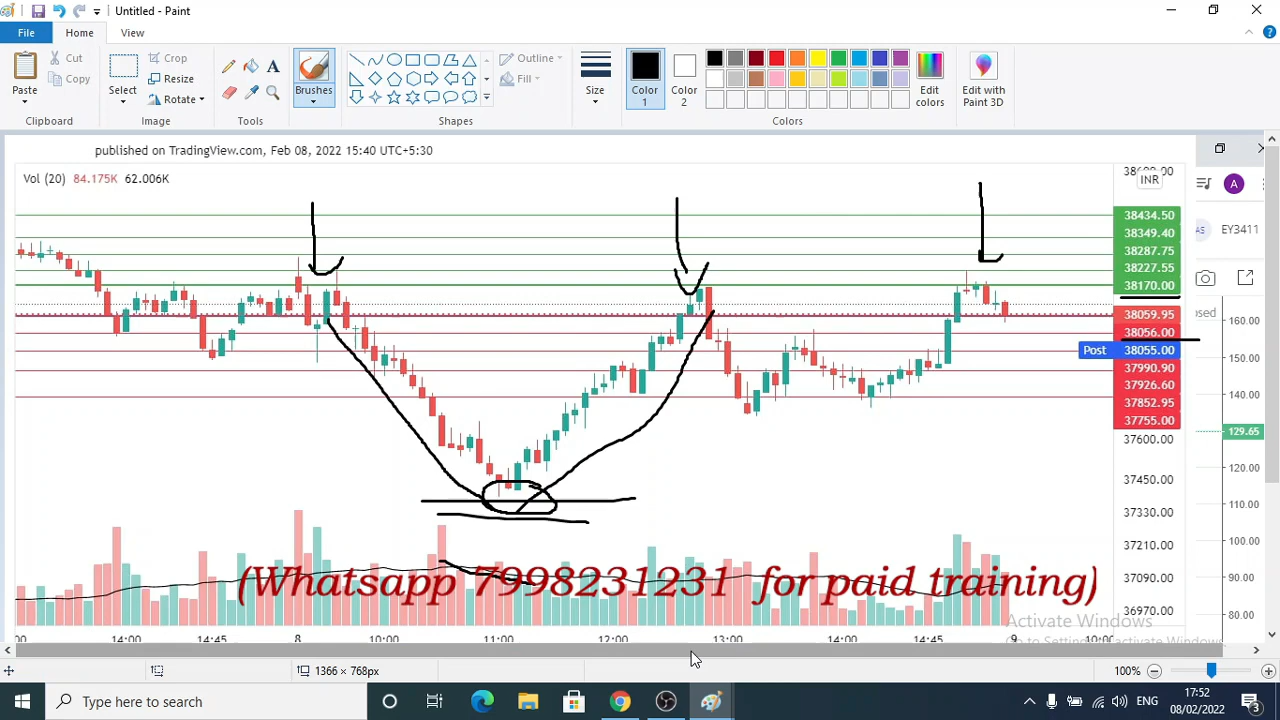 Untitled - Paint
File Home View
Paste Cut Copy Clipboard
Select Crop Resize Rotate Image
Tools
Brushes
Outline Fill Shapes
Size
Color 1 Color 2
Edit colors
Edit with Paint 3D
Colors
published on TradingView.com, Feb 08, 2022 15:40 UTC+5:30
Vol (20) 84.175K 62.006K
INR
A
EY3411
38434.50
38349.40
38287.75
38227.55
38170.00
38059.95
38056.00
Post 38055.00
37990.90
37926.60
37852.95
37755.00
37600.00
37450.00
37330.00
37210.00
37090.00
36970.00
160.00
150.00
140.00
129.65
120.00
110.00
100.00
90.00
80.00
(Whatsapp 7998231231 for paid training)
Activate Windows
14:00 14:45 8 10:00 11:00 12:00 13:00 14:00 14:45 9 10:00
1366 × 768px
100%
Type here to search
ENG
17:52
08/02/2022
3